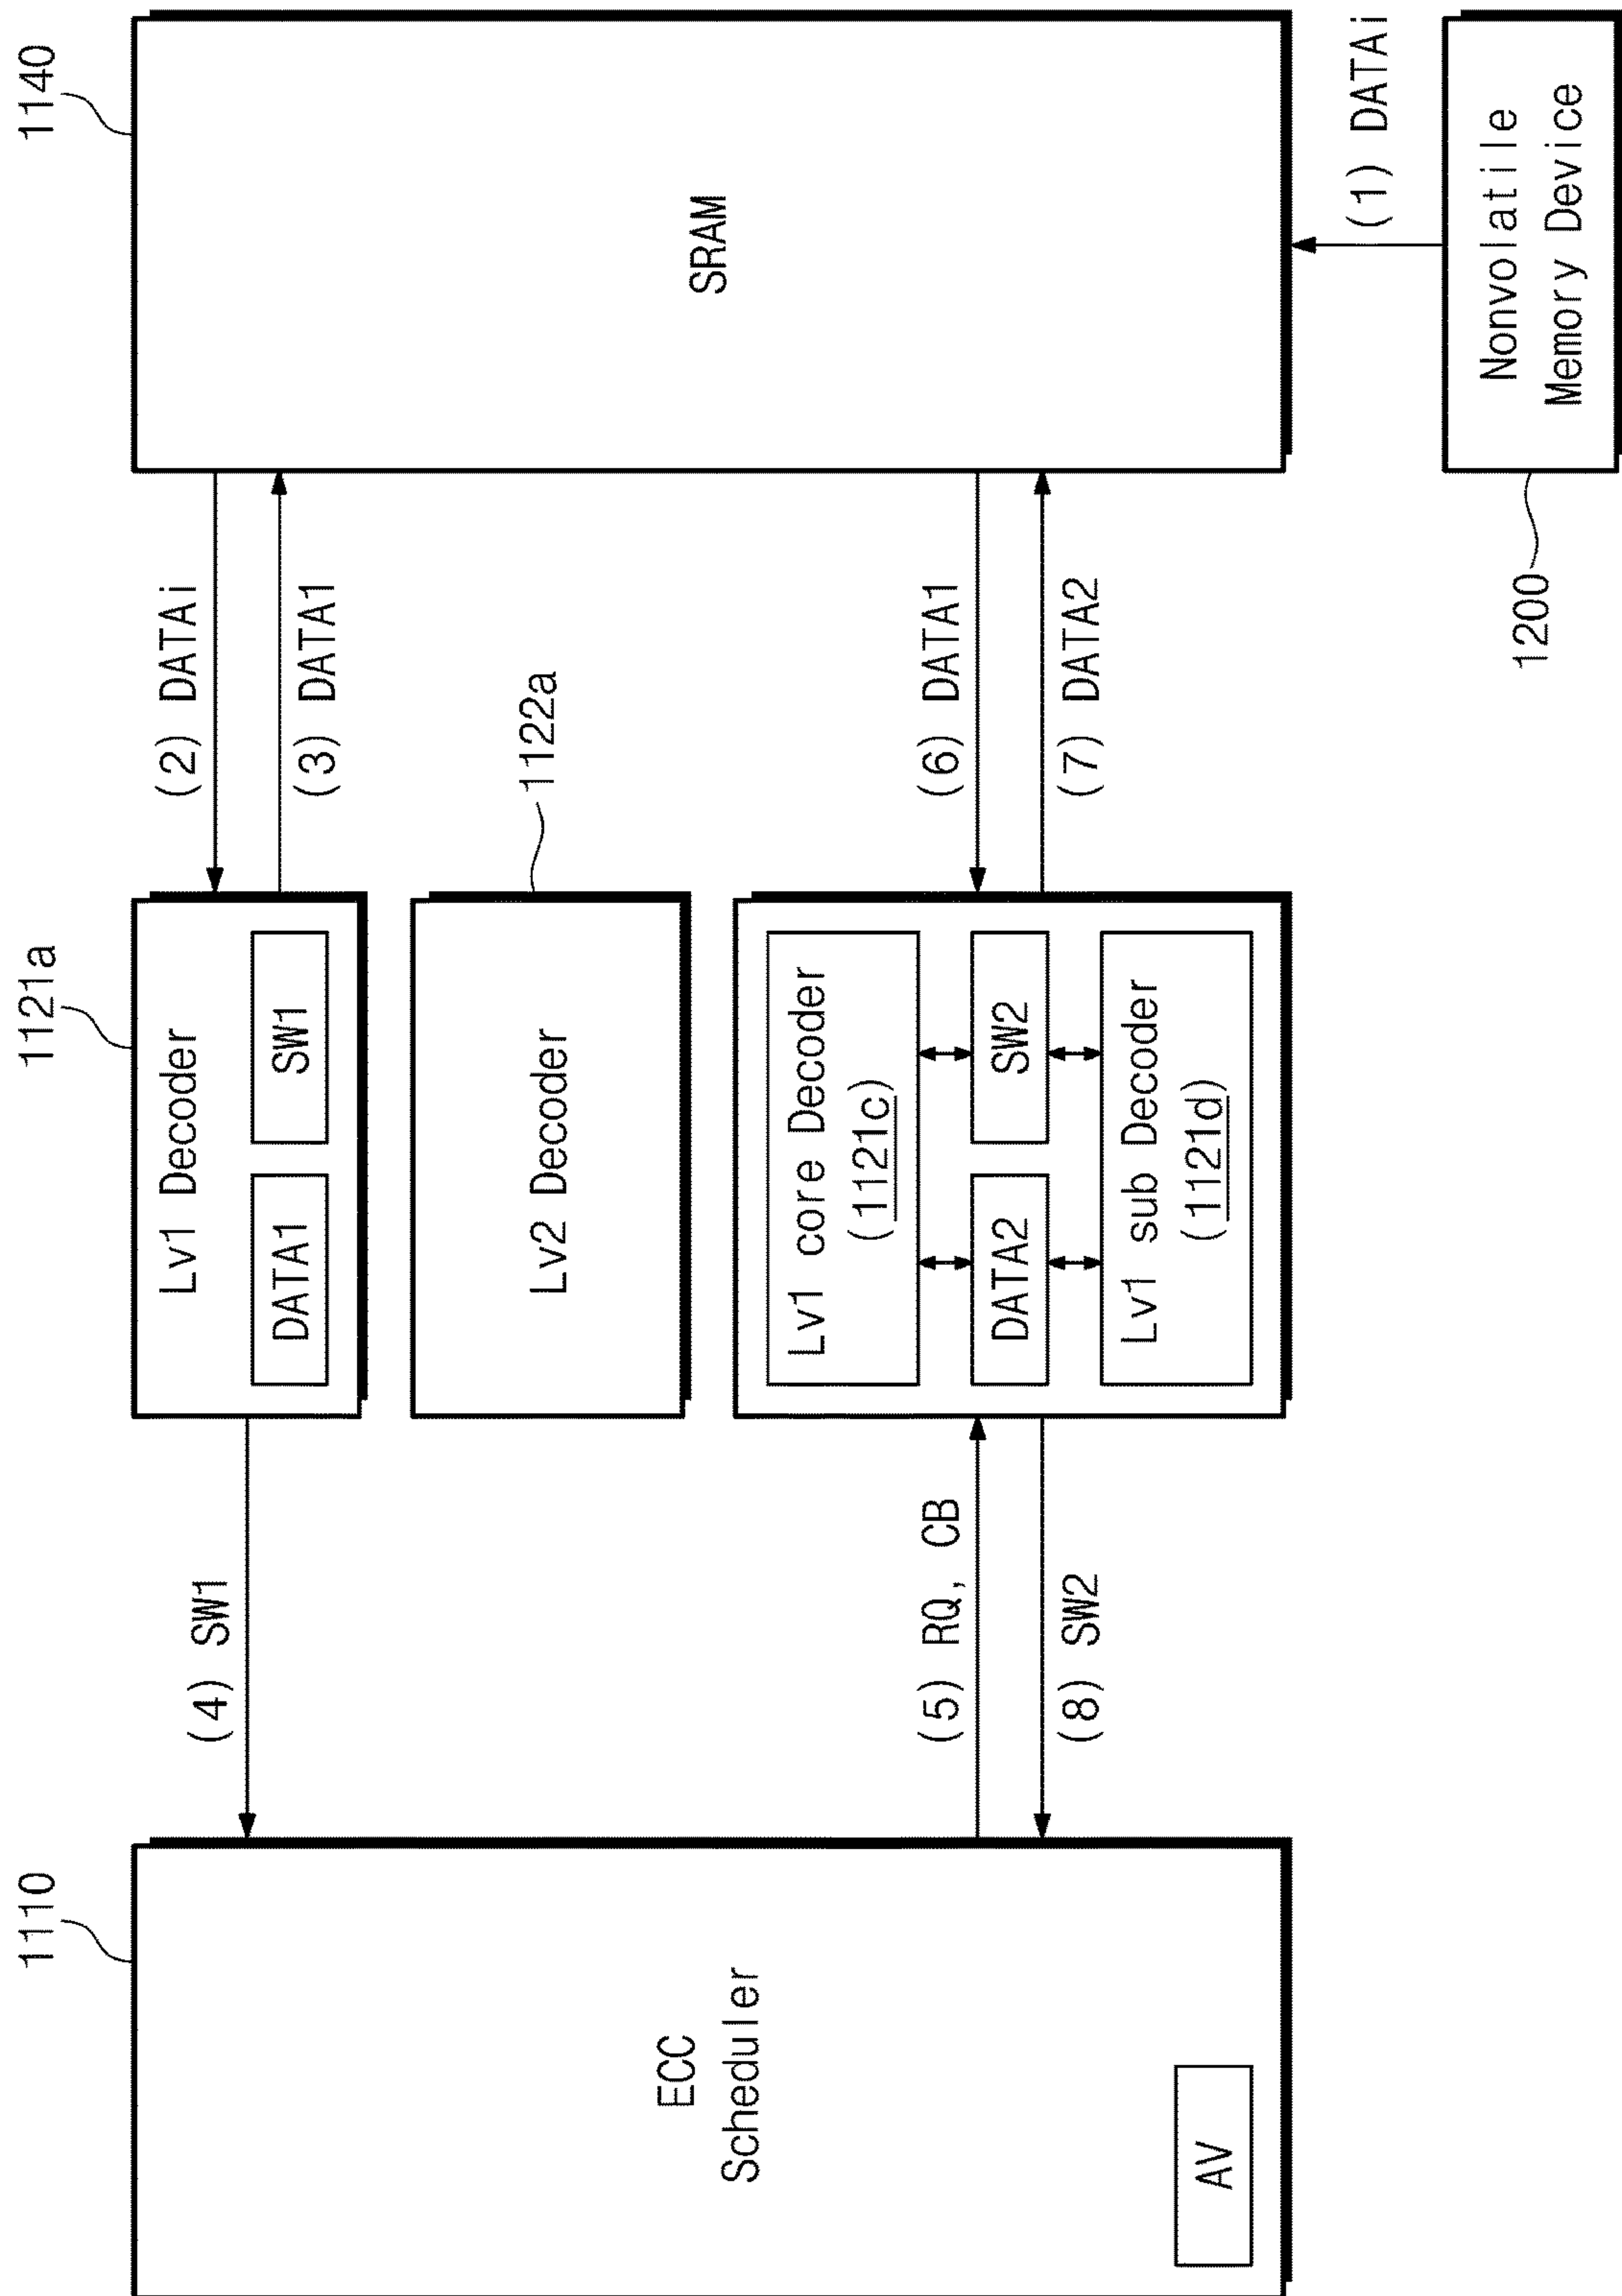 1110
ECC
Scheduler
AV
(4) SW1
(5) RQ, CB
(8) SW2
1121a
Lv1 Decoder
DATA1
SW1
Lv2 Decoder
1122a
Lv1 core Decoder
(1121c)
DATA2
SW2
Lv1 sub Decoder
(1121d)
(2) DATAi
(3) DATA1
(6) DATA1
(7) DATA2
1140
SRAM
(1) DATAi
Nonvolatile
Memory Device
1200